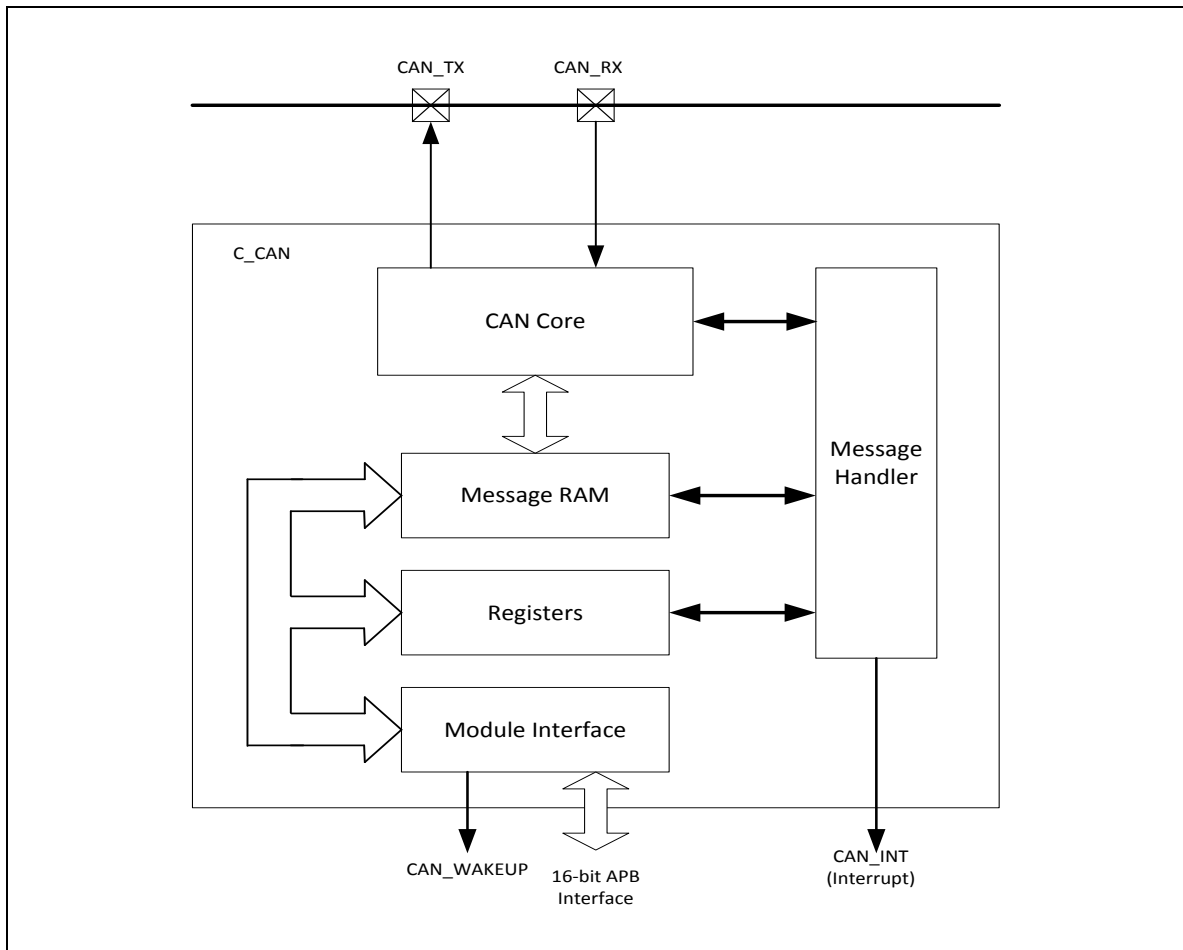 CAN_TX
CAN_RX
C_CAN
CAN Core
Message
Handler
Message RAM
Registers
Module Interface
CAN_WAKEUP
16-bit APB
Interface
CAN_INT
(Interrupt)